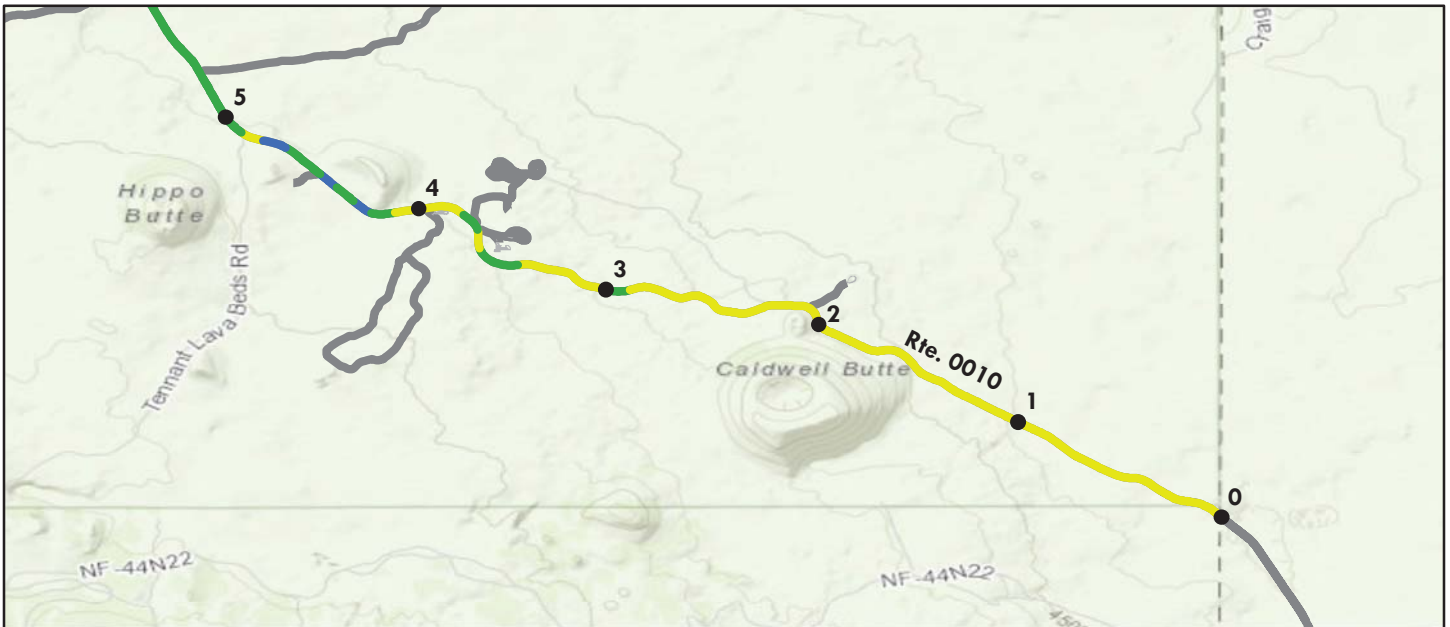 Craig
5
Hippo
Butte
4
Tennant Lava Beds Rd
3
2
Rte. 0010
Caldwell Butte
1
0
NF-44N22
NF-44N22